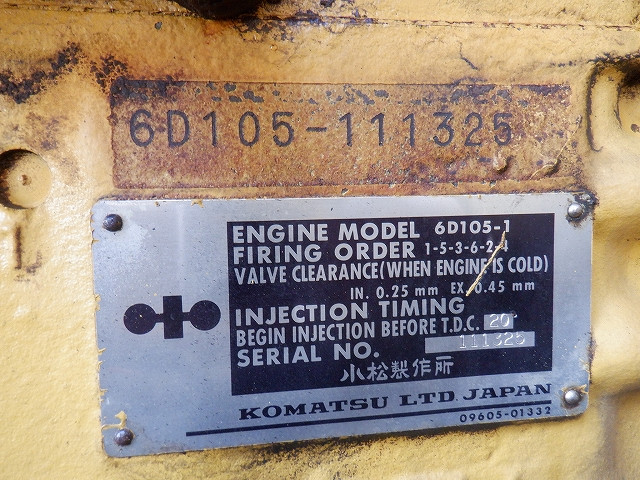 6D105-111325
ENGINE MODEL 6D105-1
FIRING ORDER 1-5-3-6-2-4
VALVE CLEARANCE(WHEN ENGINE IS COLD)
IN. 0.25 mm EX. 0.45 mm
INJECTION TIMING
BEGIN INJECTION BEFORE T.D.C. 20°
SERIAL NO. 111325
小松製作所
KOMATSU LTD. JAPAN
09605-01332
L